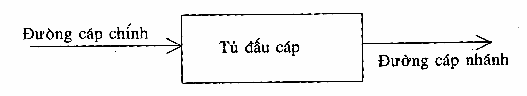 Đường cáp chính
Tủ đấu cáp
Đường cáp nhánh